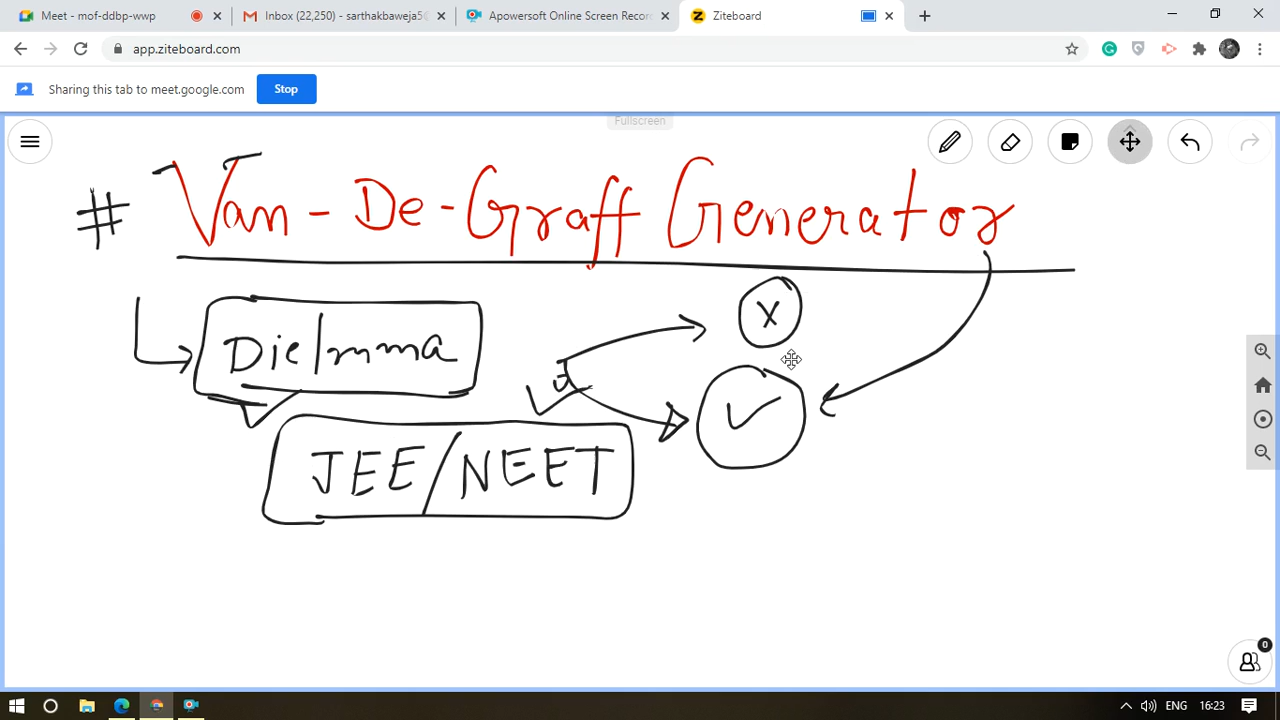 Meet - mof-ddbp-wwp
Inbox (22,250) - sarthakbaweja5
Apowersoft Online Screen Recor
Ziteboard
app.ziteboard.com
Sharing this tab to meet.google.com
Stop
Fullscreen
# Van-De-Graff Generator
Dielmma
X
JEE/NEET
0
ENG
16:23